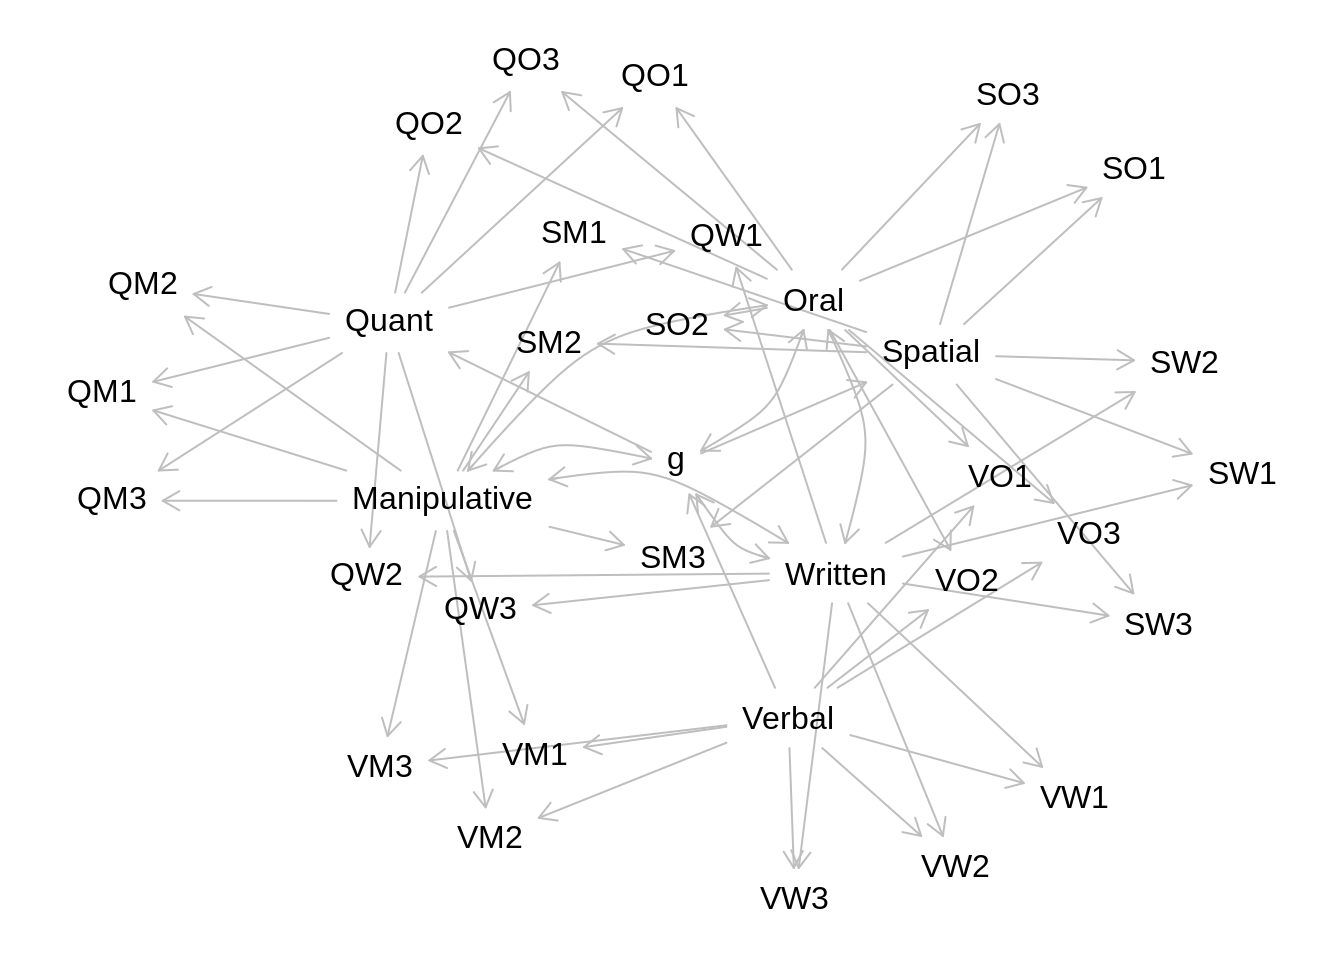 QO3
QO1
SO3
QO2
SO1
SM1
QW1
QM2
Oral
Quant
SO2
SM2
Spatial
SW2
QM1
g
VO1
SW1
QM3
Manipulative
VO3
SM3
QW2
Written
VO2
QW3
SW3
Verbal
VM1
VM3
VW1
VM2
VW2
VW3